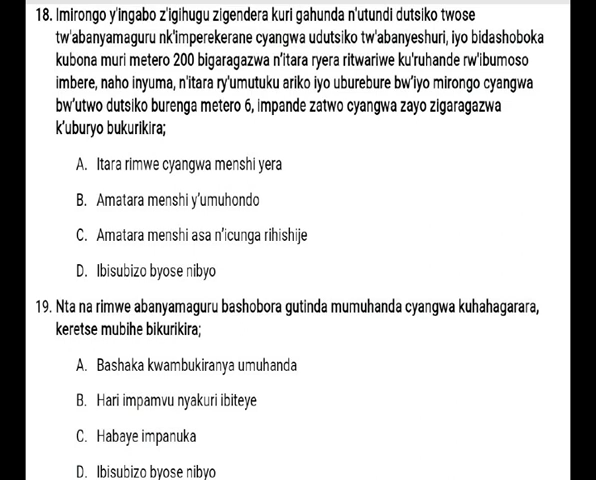 18. Imirongo y'ingabo z'igihugu zigendera kuri gahunda n'utundi dutsiko twose
tw'abanyamaguru nk'imperekerane cyangwa udutsiko tw'abanyeshuri, iyo bidashoboka
kubona muri metero 200 bigaragazwa n'itara ryera ritwariwe ku'ruhande rw'ibumoso
imbere, naho inyuma, n'itara ry'umutuku ariko iyo uburebure bw'iyo mirongo cyangwa
bw'utwo dutsiko burenga metero 6, impande zatwo cyangwa zayo zigaragazwa
k'uburyo bukurikira;
A. Itara rimwe cyangwa menshi yera
B. Amatara menshi y'umuhondo
C. Amatara menshi asa n'icunga rihishije
D. Ibisubizo byose nibyo
19. Nta na rimwe abanyamaguru bashobora gutinda mumuhanda cyangwa kuhahagarara,
keretse mubihe bikurikira;
A. Bashaka kwambukiranya umuhanda
B. Hari impamvu nyakuri ibiteye
C. Habaye impanuka
D. Ibisubizo byose nibyo